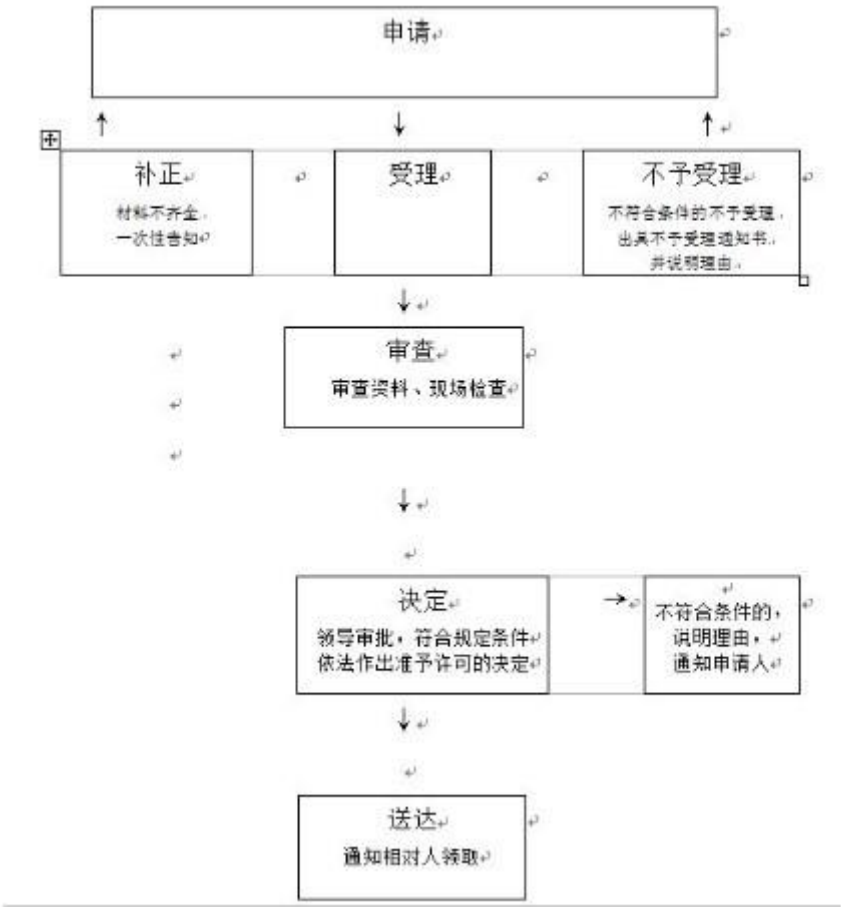 申请
补正
材料不齐全,
一次性告知
受理
不予受理
不符合条件的不予受理,
出具不予受理通知书,
并说明理由。
审查
审查资料、现场检查
决定
领导审批，符合规定条件
依法作出准予许可的决定
不符合条件的，
说明理由，
通知申请人
送达
通知相对人领取